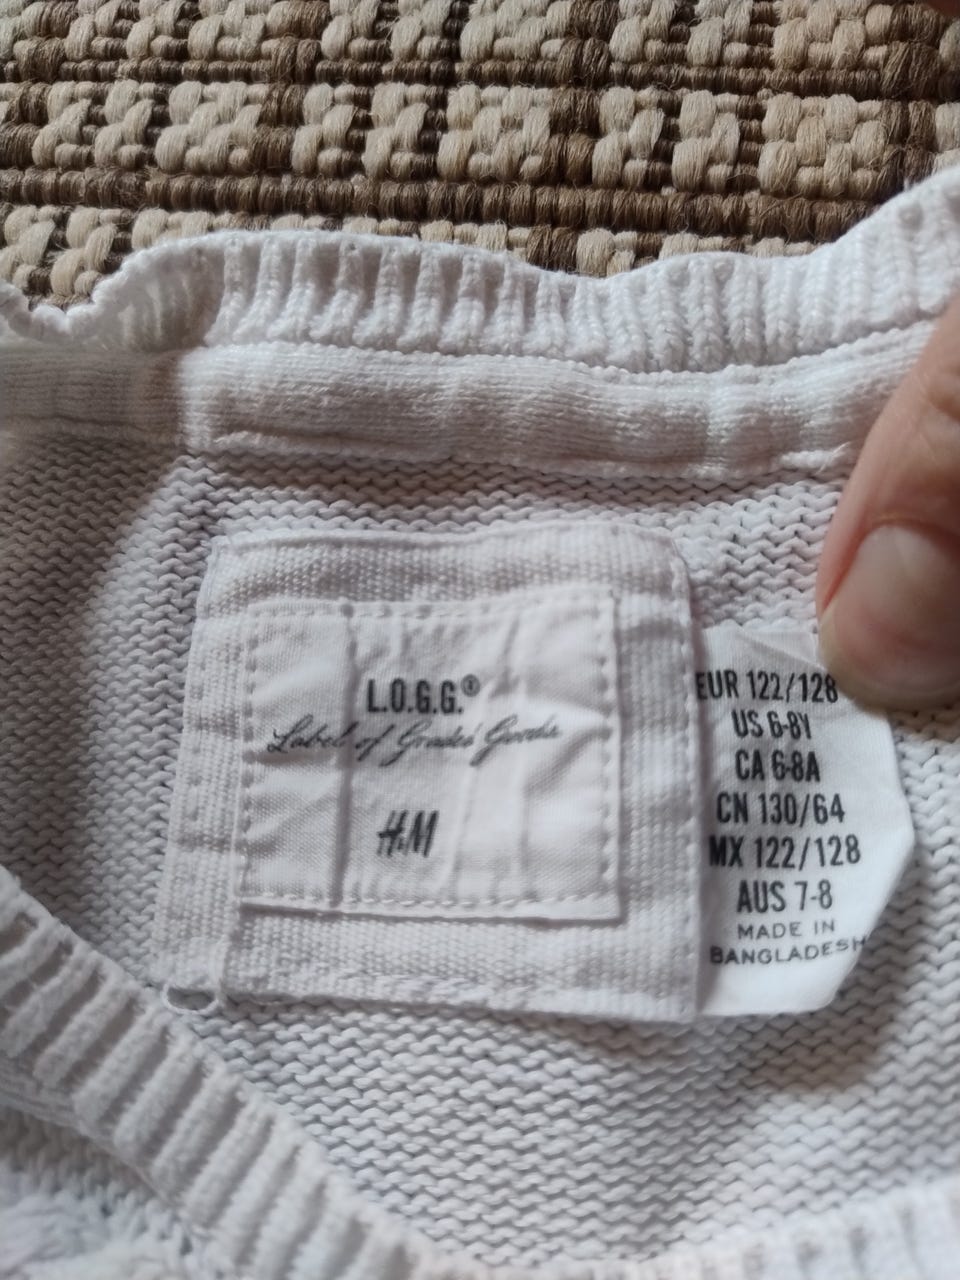 L.O.G.G.®
Label of Graded Goods
H&M
EUR 122/128
US 6-8Y
CA 6-8A
CN 130/64
MX 122/128
AUS 7-8
MADE IN
BANGLADESH